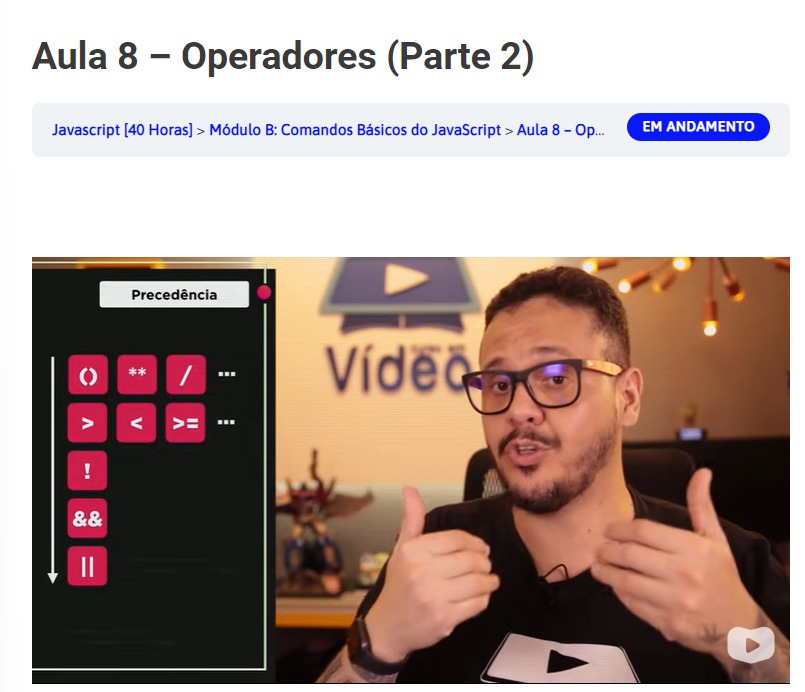 Aula 8 – Operadores (Parte 2)
Javascript [40 Horas] > Módulo B: Comandos Básicos do JavaScript > Aula 8 – Op...
EM ANDAMENTO
Precedência
() ** / ...
> < >= ...
!
&&
||
Vídeo